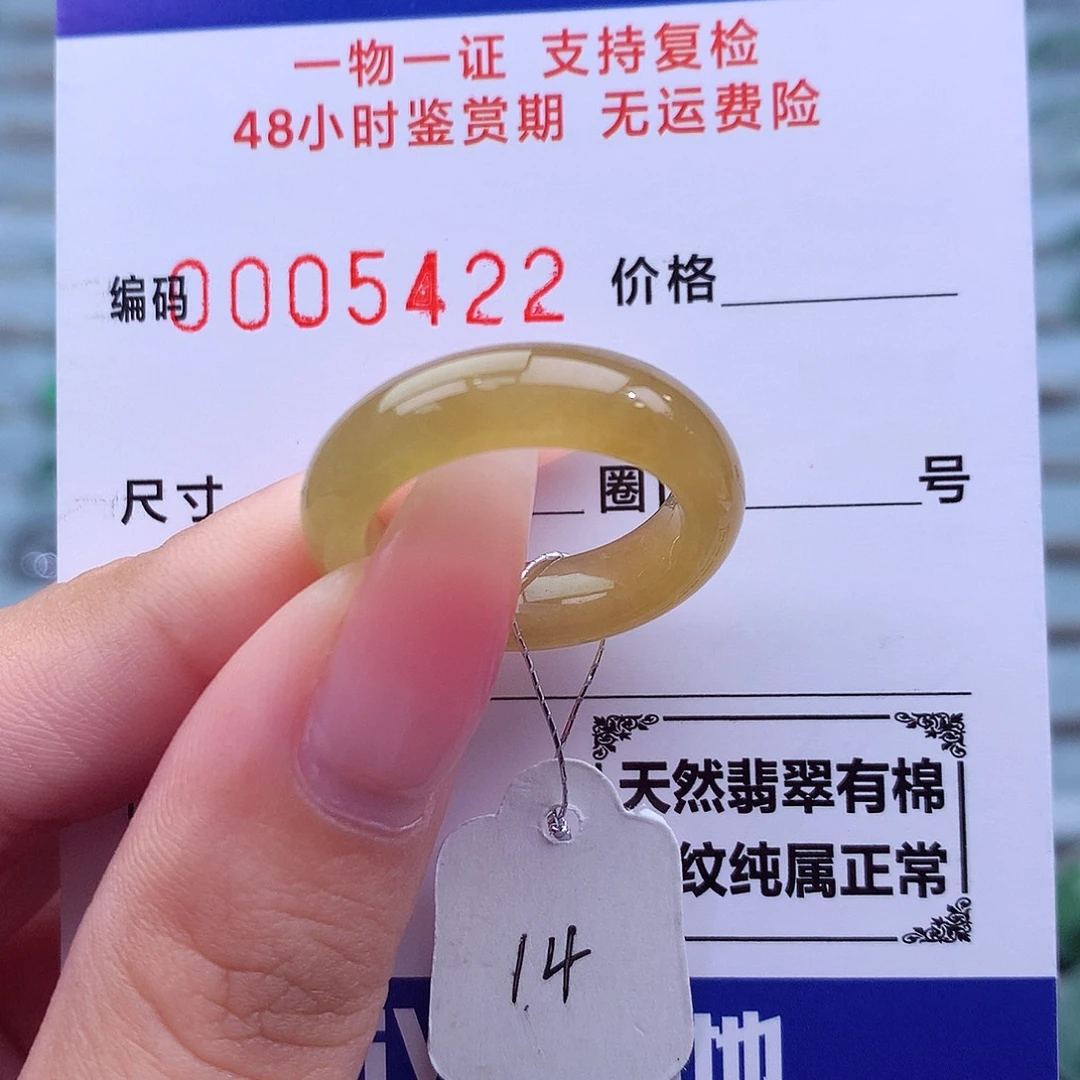 一物一证 支持复检
48小时鉴赏期 无运费险
编码0005422 价格
尺寸 圈 号
天然翡翠有棉
纹纯属正常
14
地